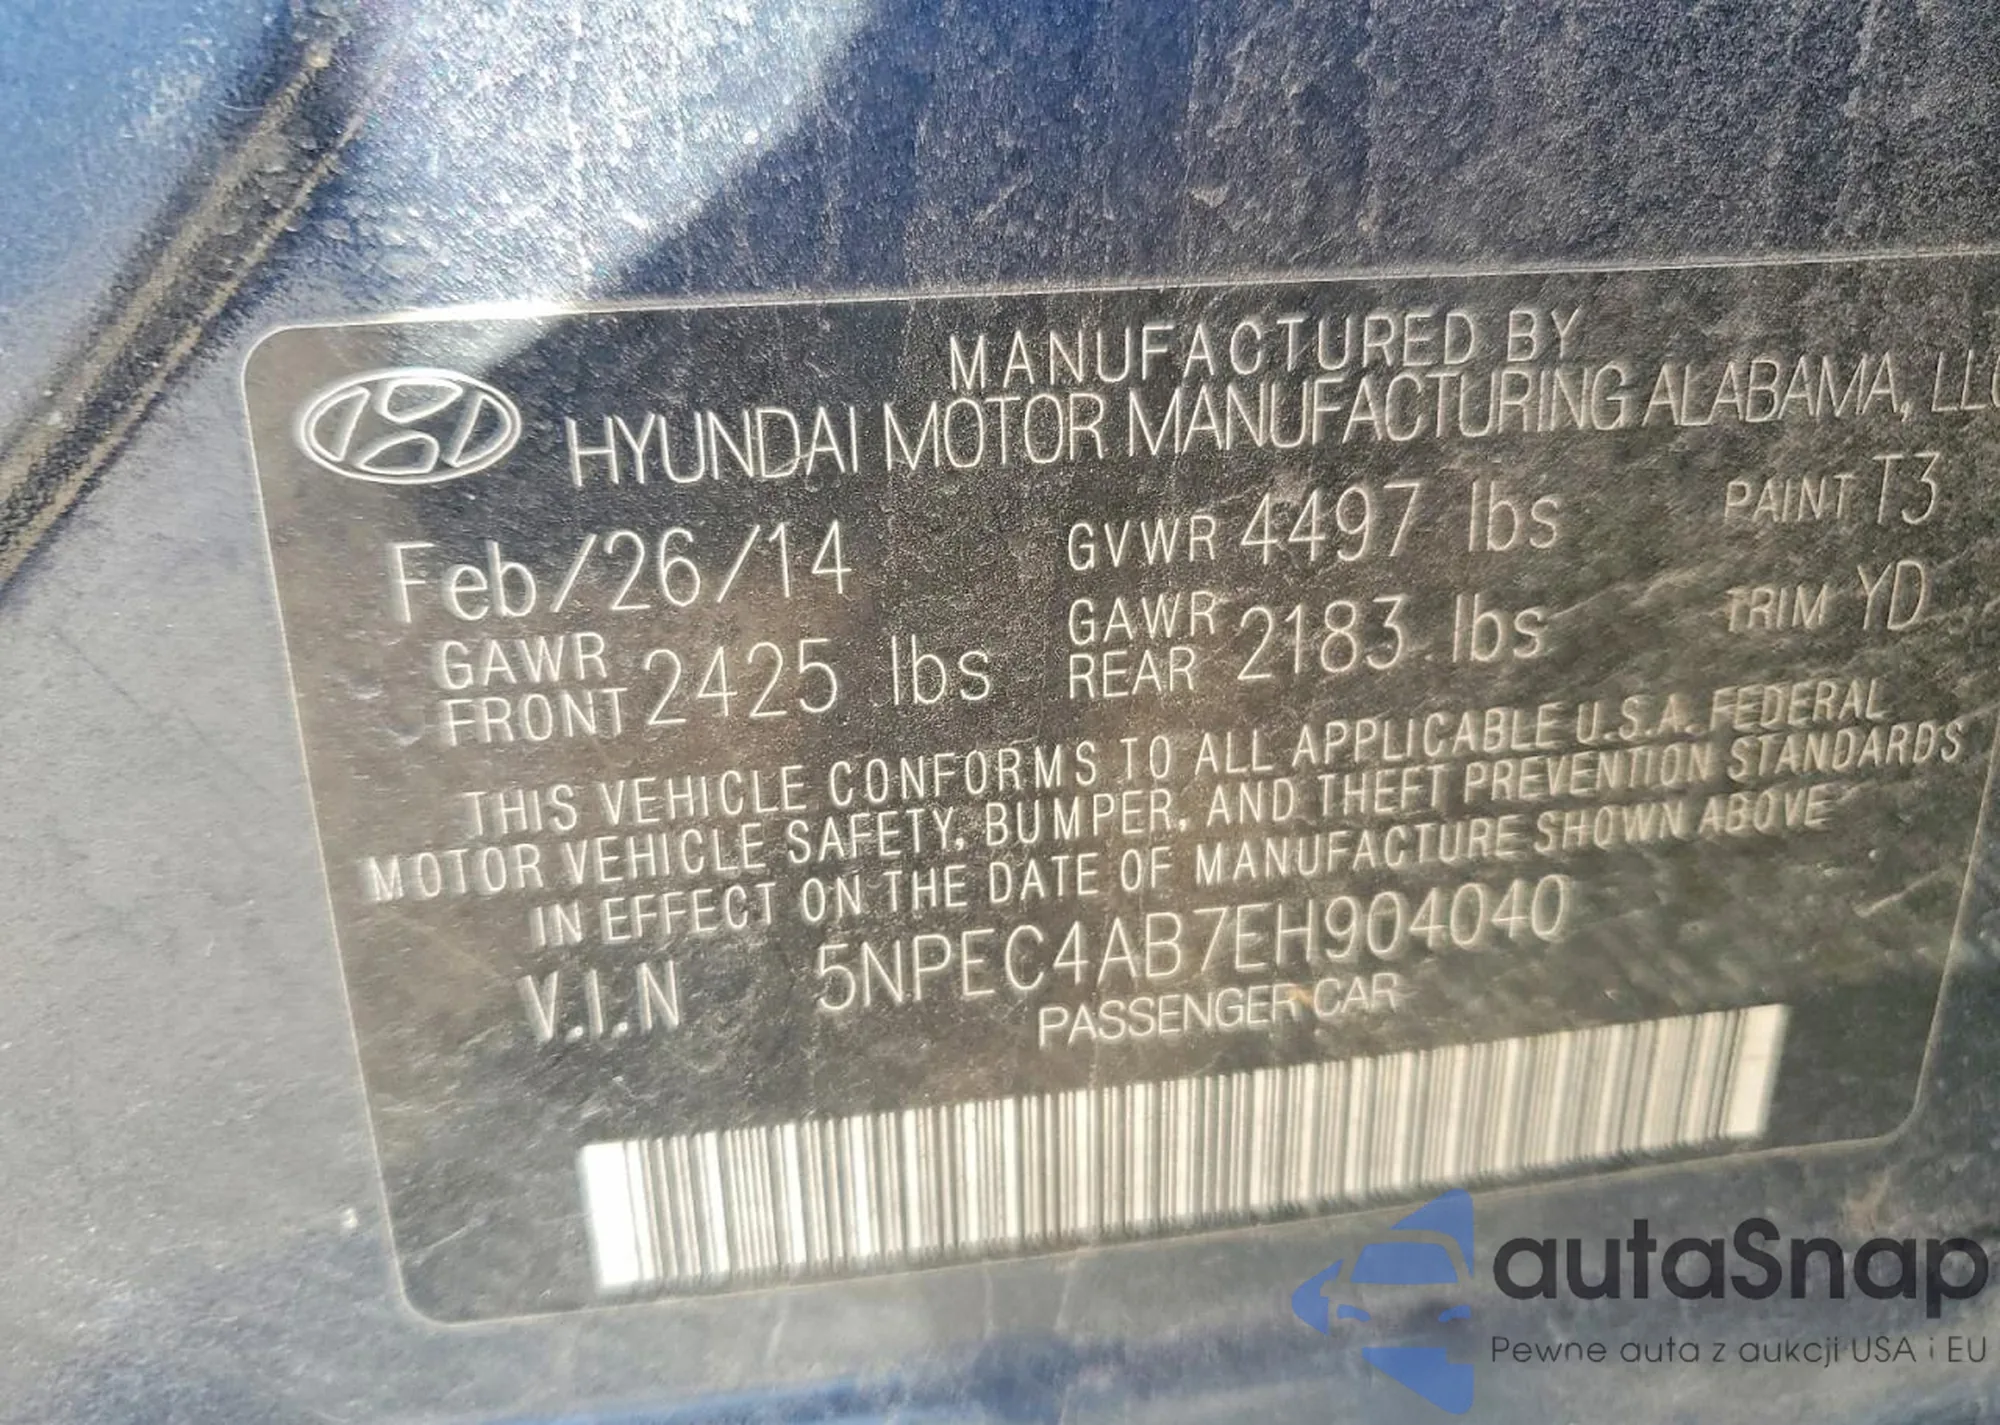 MANUFACTURED BY
HYUNDAI MOTOR MANUFACTURING ALABAMA, LLC
Feb/26/14 GVWR 4497 lbs PAINT T3
GAWR FRONT 2425 lbs GAWR REAR 2183 lbs TRIM YD
THIS VEHICLE CONFORMS TO ALL APPLICABLE U.S.A. FEDERAL
MOTOR VEHICLE SAFETY, BUMPER, AND THEFT PREVENTION STANDARDS
IN EFFECT ON THE DATE OF MANUFACTURE SHOWN ABOVE
V.I.N 5NPEC4AB7EH904040
PASSENGER CAR
autaSnap
Pewne auta z aukcji USA i EU